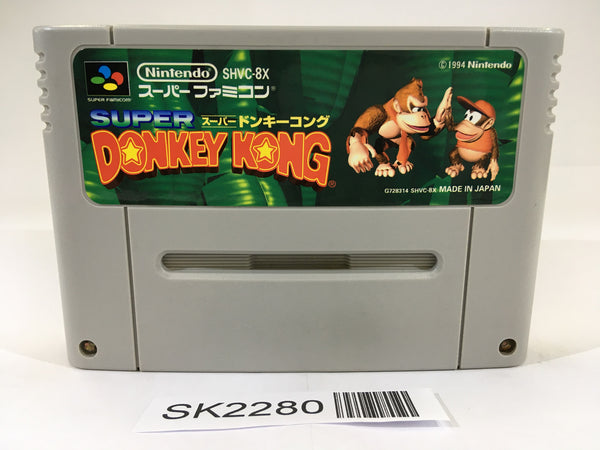 SUPER FAMICOM
Nintendo SHVC-8X
スーパーファミコン®
© 1994 Nintendo
SUPER スーパードンキーコング
DONKEY KONG®
G728314 SHVC-8X MADE IN JAPAN
SK2280